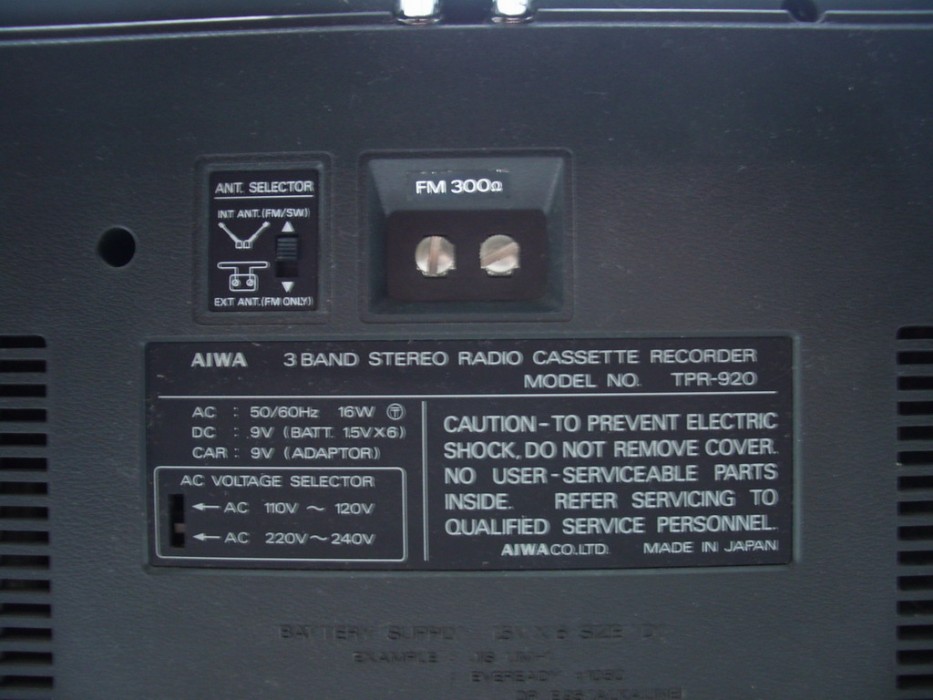 ANT. SELECTOR
INT ANT.(FM/SW)
EXT ANT.(FM ONLY)
FM 300Ω
AIWA 3 BAND STEREO RADIO CASSETTE RECORDER
MODEL NO. TPR-920
AC : 50/60Hz 16W Ⓣ
DC : 9V (BATT. 1.5V×6)
CAR : 9V (ADAPTOR)
AC VOLTAGE SELECTOR
←AC 110V ~ 120V
←AC 220V~240V
CAUTION-TO PREVENT ELECTRIC
SHOCK, DO NOT REMOVE COVER.
NO USER-SERVICEABLE PARTS
INSIDE. REFER SERVICING TO
QUALIFIED SERVICE PERSONNEL.
AIWA CO.,LTD. MADE IN JAPAN
BATTERY SUPPLY SIZE
EXAMPLE :
: EVEREADY
OR